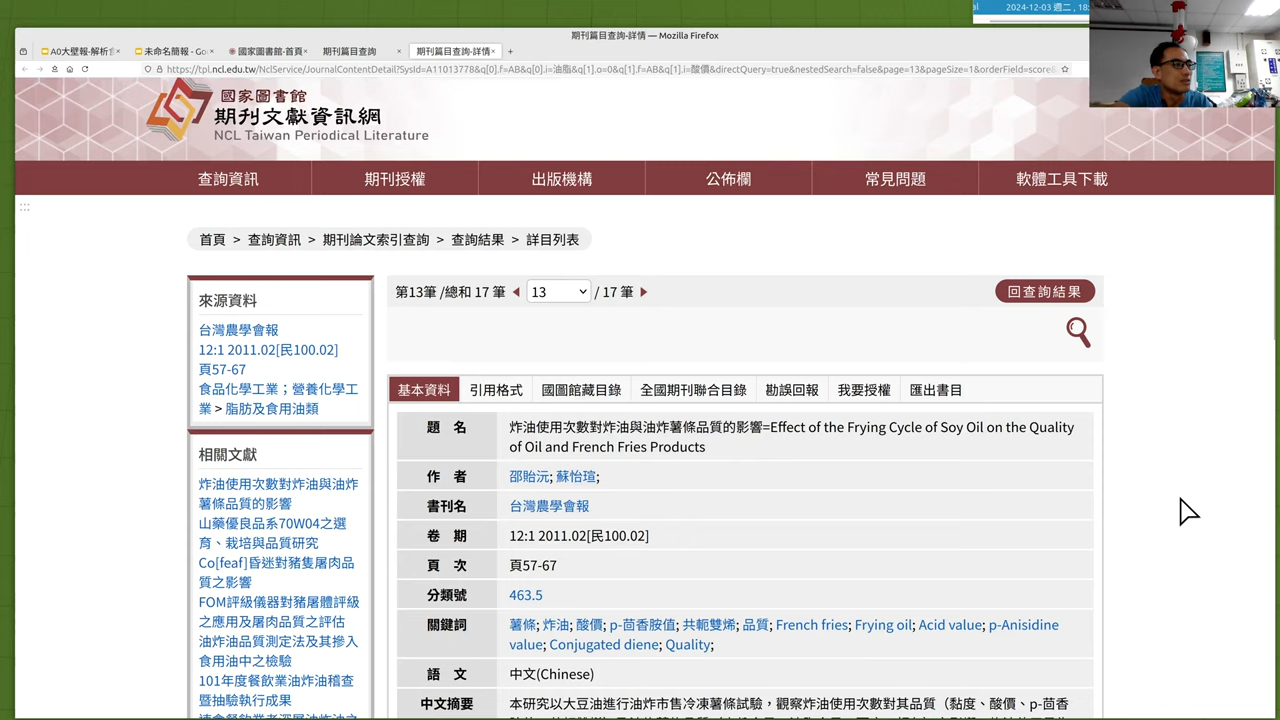 2024-12-03 週二 , 18:
期刊篇目查詢-詳情 — Mozilla Firefox
A0大壁報-解析
未命名簡報 - Go
國家圖書館-首頁
期刊篇目查詢
期刊篇目查詢-詳情
https://tpl.ncl.edu.tw/NclService/JournalContentDetail?SysId=A11013778&q[0].f=AB&q[0].i=油脂&q[1].o=0&q[1].f=AB&q[1].i=酸價&directQuery=true&nestedSearch=false&page=13&pageSize=1&orderField=score
國家圖書館
期刊文獻資訊網
NCL Taiwan Periodical Literature
查詢資訊 期刊授權 出版機構 公佈欄 常見問題 軟體工具下載
:::
首頁 > 查詢資訊 > 期刊論文索引查詢 > 查詢結果 > 詳目列表
來源資料
台灣農學會報
12:1 2011.02[民100.02]
頁57-67
食品化學工業；營養化學工
業 > 脂肪及食用油類
相關文獻
炸油使用次數對炸油與油炸
薯條品質的影響
山藥優良品系70W04之選
育、栽培與品質研究
Co[feaf]昏迷對豬隻屠肉品
質之影響
FOM評級儀器對豬屠體評級
之應用及屠肉品質之評估
油炸油品質測定法及其摻入
食用油中之檢驗
101年度餐飲業油炸油稽查
暨抽驗執行成果
速食餐飲業者深層油炸油之
第13筆 /總和 17 筆 13 / 17 筆
回查詢結果
基本資料 引用格式 國圖館藏目錄 全國期刊聯合目錄 勘誤回報 我要授權 匯出書目
題 名 炸油使用次數對炸油與油炸薯條品質的影響=Effect of the Frying Cycle of Soy Oil on the Quality
of Oil and French Fries Products
作 者 邵貽沅; 蘇怡瑄;
書刊名 台灣農學會報
卷 期 12:1 2011.02[民100.02]
頁 次 頁57-67
分類號 463.5
關鍵詞 薯條; 炸油; 酸價; p-茴香胺值; 共軛雙烯; 品質; French fries; Frying oil; Acid value; p-Anisidine
value; Conjugated diene; Quality;
語 文 中文(Chinese)
中文摘要 本研究以大豆油進行油炸市售冷凍薯條試驗，觀察炸油使用次數對其品質（黏度、酸價、p-茴香